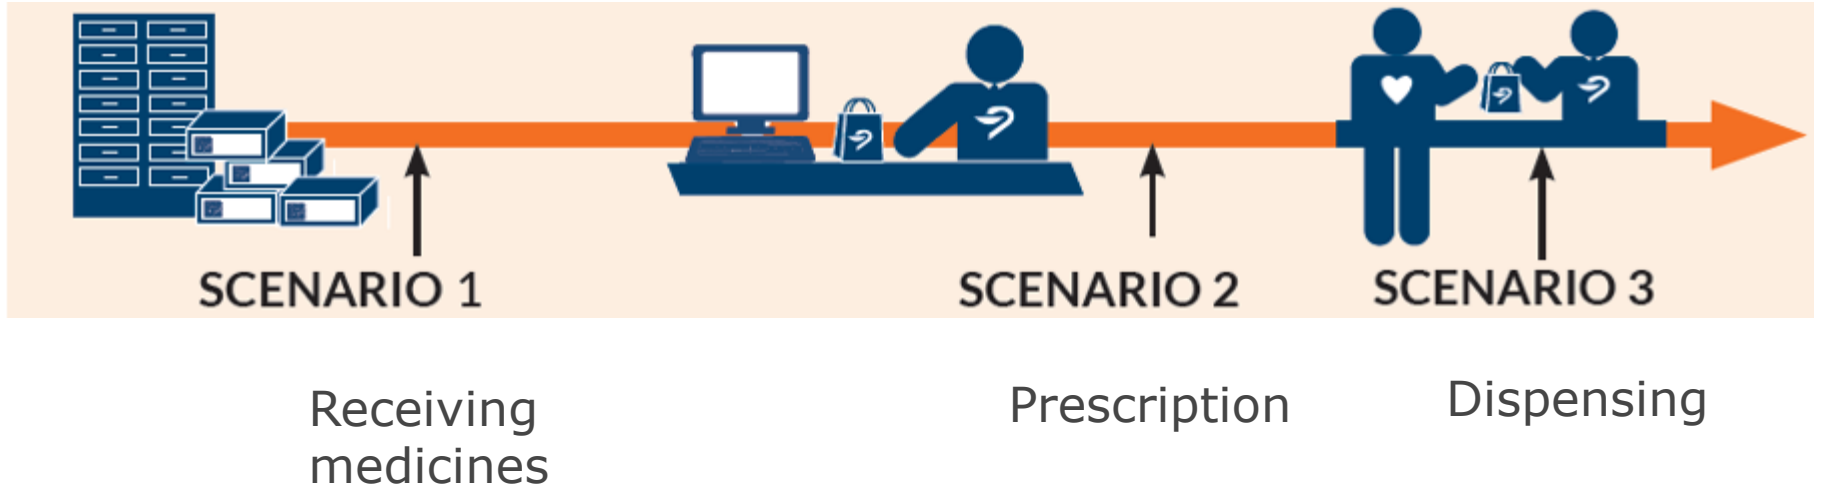 SCENARIO 1
SCENARIO 2
SCENARIO 3
Receiving
medicines
Prescription
Dispensing